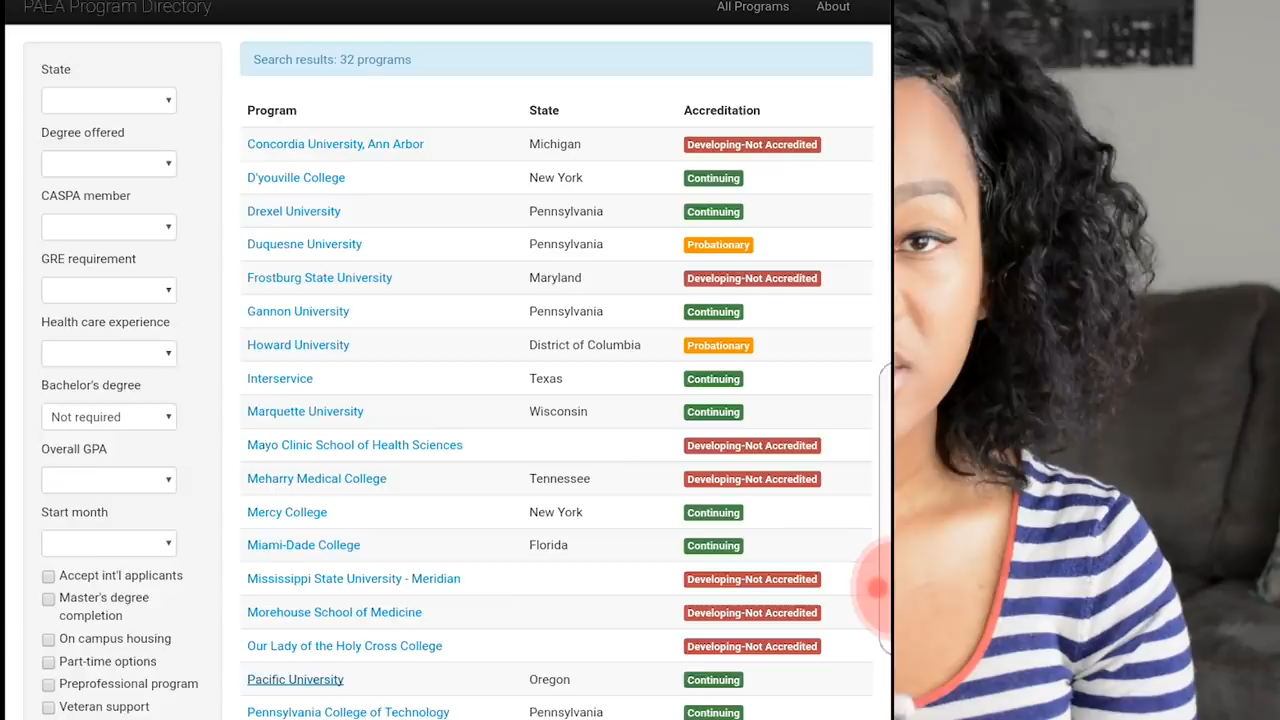 PAEA Program Directory
All Programs About
State
Degree offered
CASPA member
GRE requirement
Health care experience
Bachelor's degree
Not required
Overall GPA
Start month
Accept int'l applicants
Master's degree
completion
On campus housing
Part-time options
Preprofessional program
Veteran support
Search results: 32 programs
Program State Accreditation
Concordia University, Ann Arbor Michigan Developing-Not Accredited
D'youville College New York Continuing
Drexel University Pennsylvania Continuing
Duquesne University Pennsylvania Probationary
Frostburg State University Maryland Developing-Not Accredited
Gannon University Pennsylvania Continuing
Howard University District of Columbia Probationary
Interservice Texas Continuing
Marquette University Wisconsin Continuing
Mayo Clinic School of Health Sciences Developing-Not Accredited
Meharry Medical College Tennessee Developing-Not Accredited
Mercy College New York Continuing
Miami-Dade College Florida Continuing
Mississippi State University - Meridian Developing-Not Accredited
Morehouse School of Medicine Developing-Not Accredited
Our Lady of the Holy Cross College Developing-Not Accredited
Pacific University Oregon Continuing
Pennsylvania College of Technology Pennsylvania Continuing